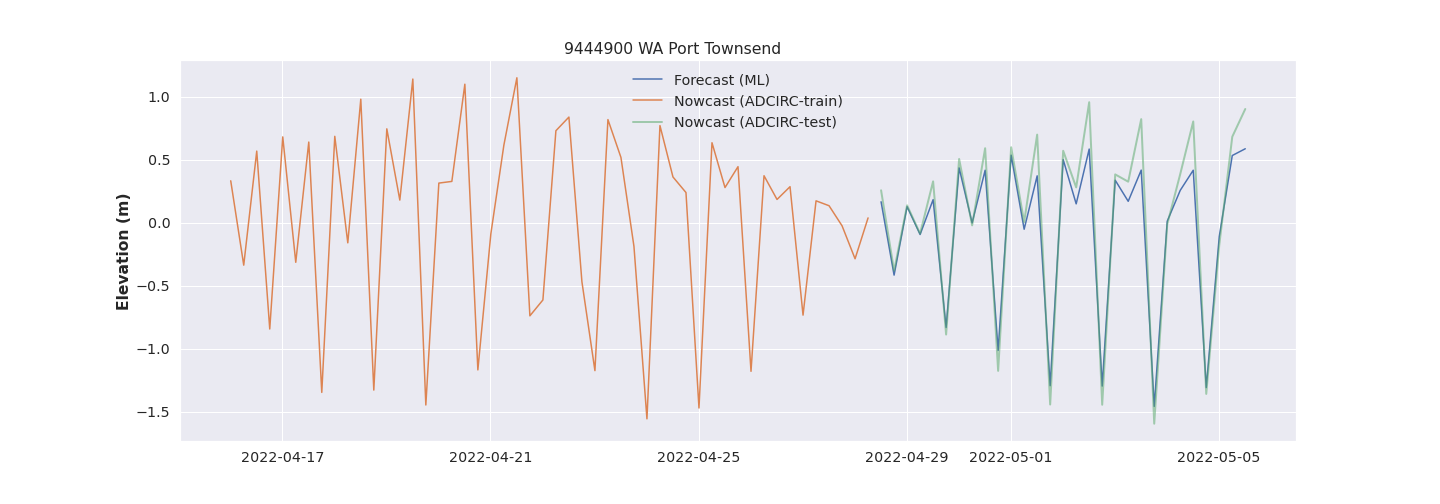 9444900 WA Port Townsend
Forecast (ML)
Nowcast (ADCIRC-train)
Nowcast (ADCIRC-test)
Elevation (m)
1.0
0.5
0.0
−0.5
−1.0
−1.5
2022-04-17
2022-04-21
2022-04-25
2022-04-29
2022-05-01
2022-05-05